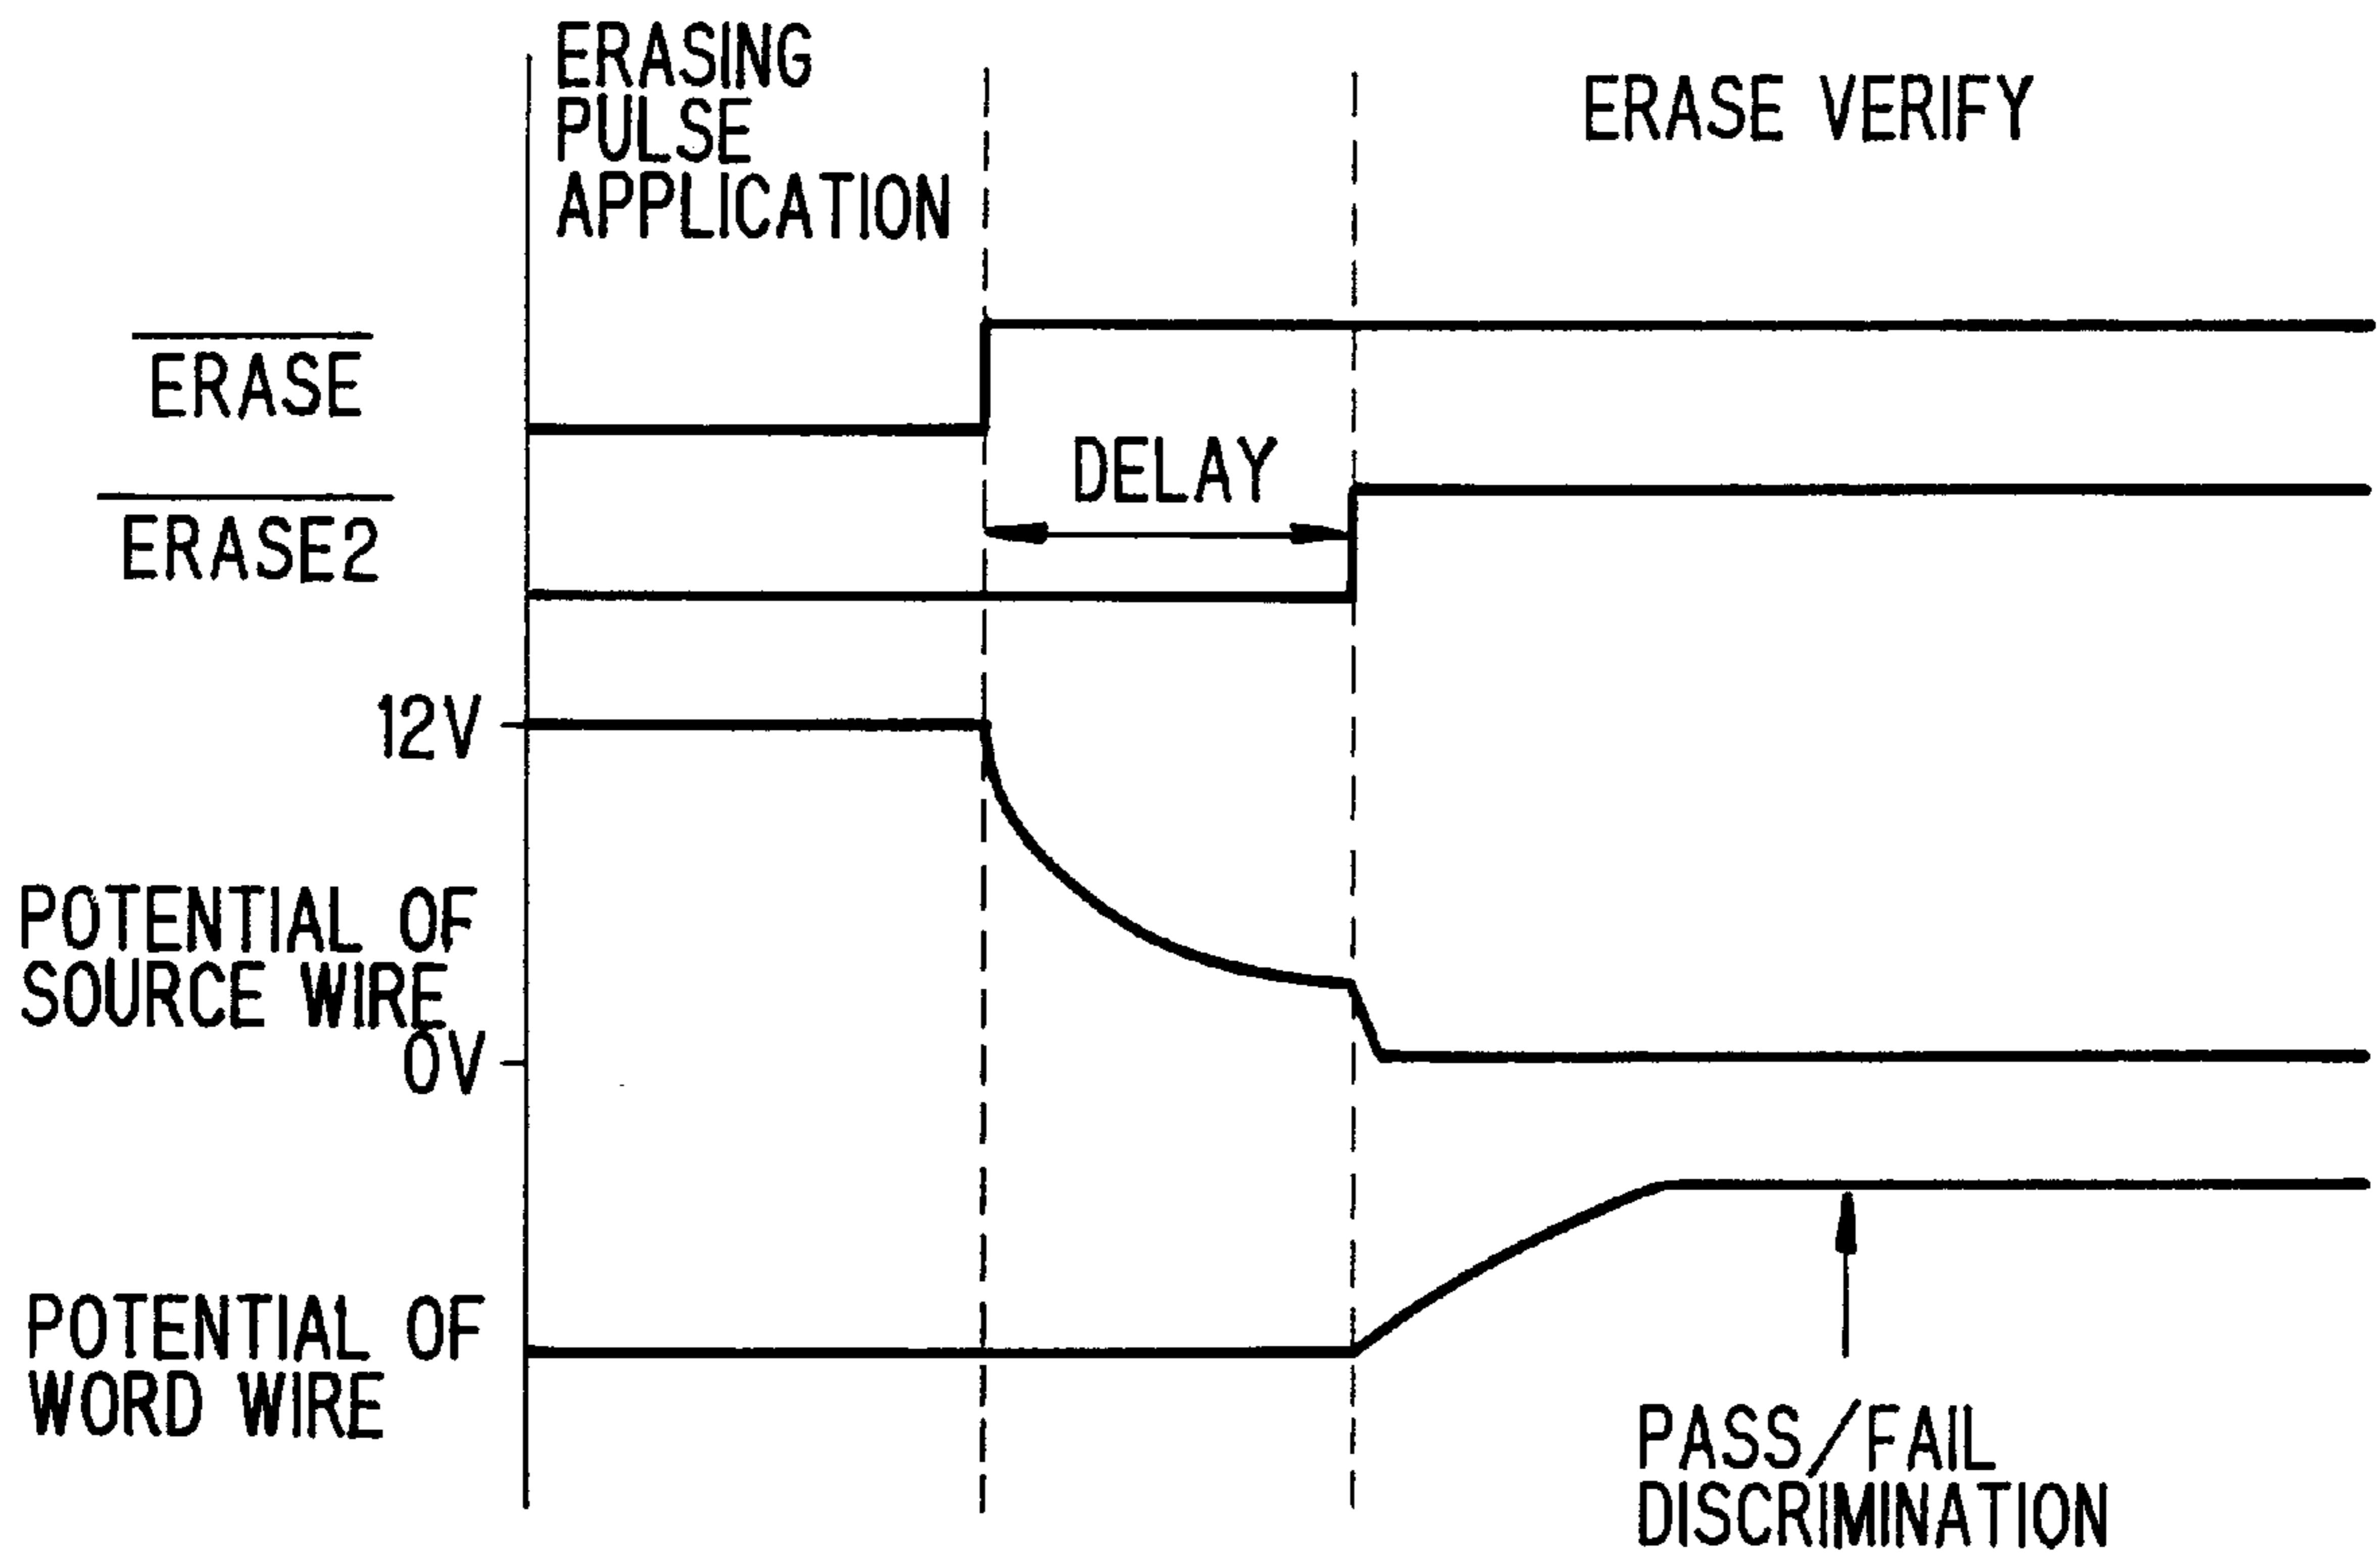 ERASING
PULSE
APPLICATION
ERASE VERIFY
ERASE
DELAY
ERASE2
12V
POTENTIAL OF
SOURCE WIRE
0V
POTENTIAL OF
WORD WIRE
PASS/FAIL
DISCRIMINATION